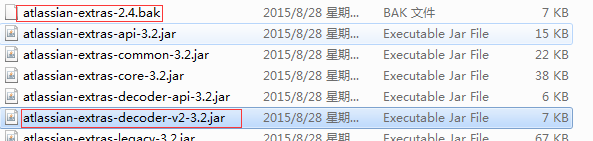 atlassian-extras-2.4.bak 2015/8/28 星期... BAK 文件 7 KB
atlassian-extras-api-3.2.jar 2015/8/28 星期... Executable Jar File 15 KB
atlassian-extras-common-3.2.jar 2015/8/28 星期... Executable Jar File 22 KB
atlassian-extras-core-3.2.jar 2015/8/28 星期... Executable Jar File 38 KB
atlassian-extras-decoder-api-3.2.jar 2015/8/28 星期... Executable Jar File 6 KB
atlassian-extras-decoder-v2-3.2.jar 2015/8/28 星期... Executable Jar File 7 KB
atlassian-extras-legacy-3.2.jar 2015/8/28 星期... Executable Jar File 67 KB